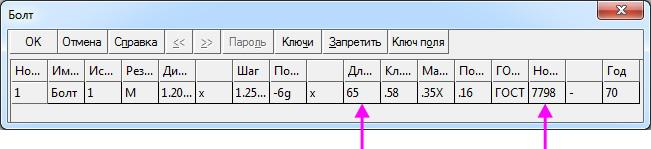 Болт
OK Отмена Справка << >> Пароль Ключи Запретить Ключ поля
Но... Им... Ис... Рез... Ди... Шаг По... Дл... Кл... Ма... По... ГО... Но... Год
1 Болт 1 М 1.20... x 1.25... -6g x 65 .58 .35X .16 ГОСТ 7798 - 70